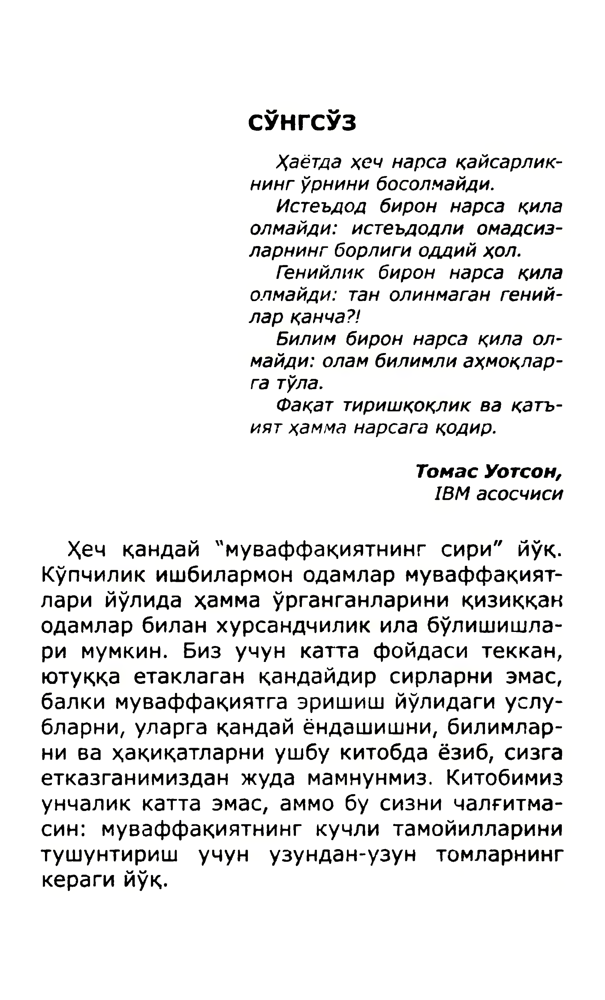 СЎНГСЎЗ
Ҳаётда ҳеч нарса қайсарлик-
нинг ўрнини босолмайди.
Истеъдод бирон нарса қила
олмайди: истеъдодли омадсиз-
ларнинг борлиги оддий ҳол.
Генийлик бирон нарса қила
олмайди: тан олинмаган гений-
лар қанча?!
Билим бирон нарса қила ол-
майди: олам билимли аҳмоқлар-
га тўла.
Фақат тиришқоқлик ва қатъ-
ият ҳамма нарсага қодир.
Томас Уотсон,
IBM асосчиси
Ҳеч қандай "муваффақиятнинг сири" йўқ.
Кўпчилик ишбилармон одамлар муваффақият-
лари йўлида ҳамма ўрганганларини қизиққан
одамлар билан хурсандчилик ила бўлишишла-
ри мумкин. Биз учун катта фойдаси теккан,
ютуққа етаклаган қандайдир сирларни эмас,
балки муваффақиятга эришиш йўлидаги услу-
бларни, уларга қандай ёндашишни, билимлар-
ни ва ҳақиқатларни ушбу китобда ёзиб, сизга
етказганимиздан жуда мамнунмиз. Китобимиз
унчалик катта эмас, аммо бу сизни чалғитма-
син: муваффақиятнинг кучли тамойилларини
тушунтириш учун узундан-узун томларнинг
кераги йўқ.